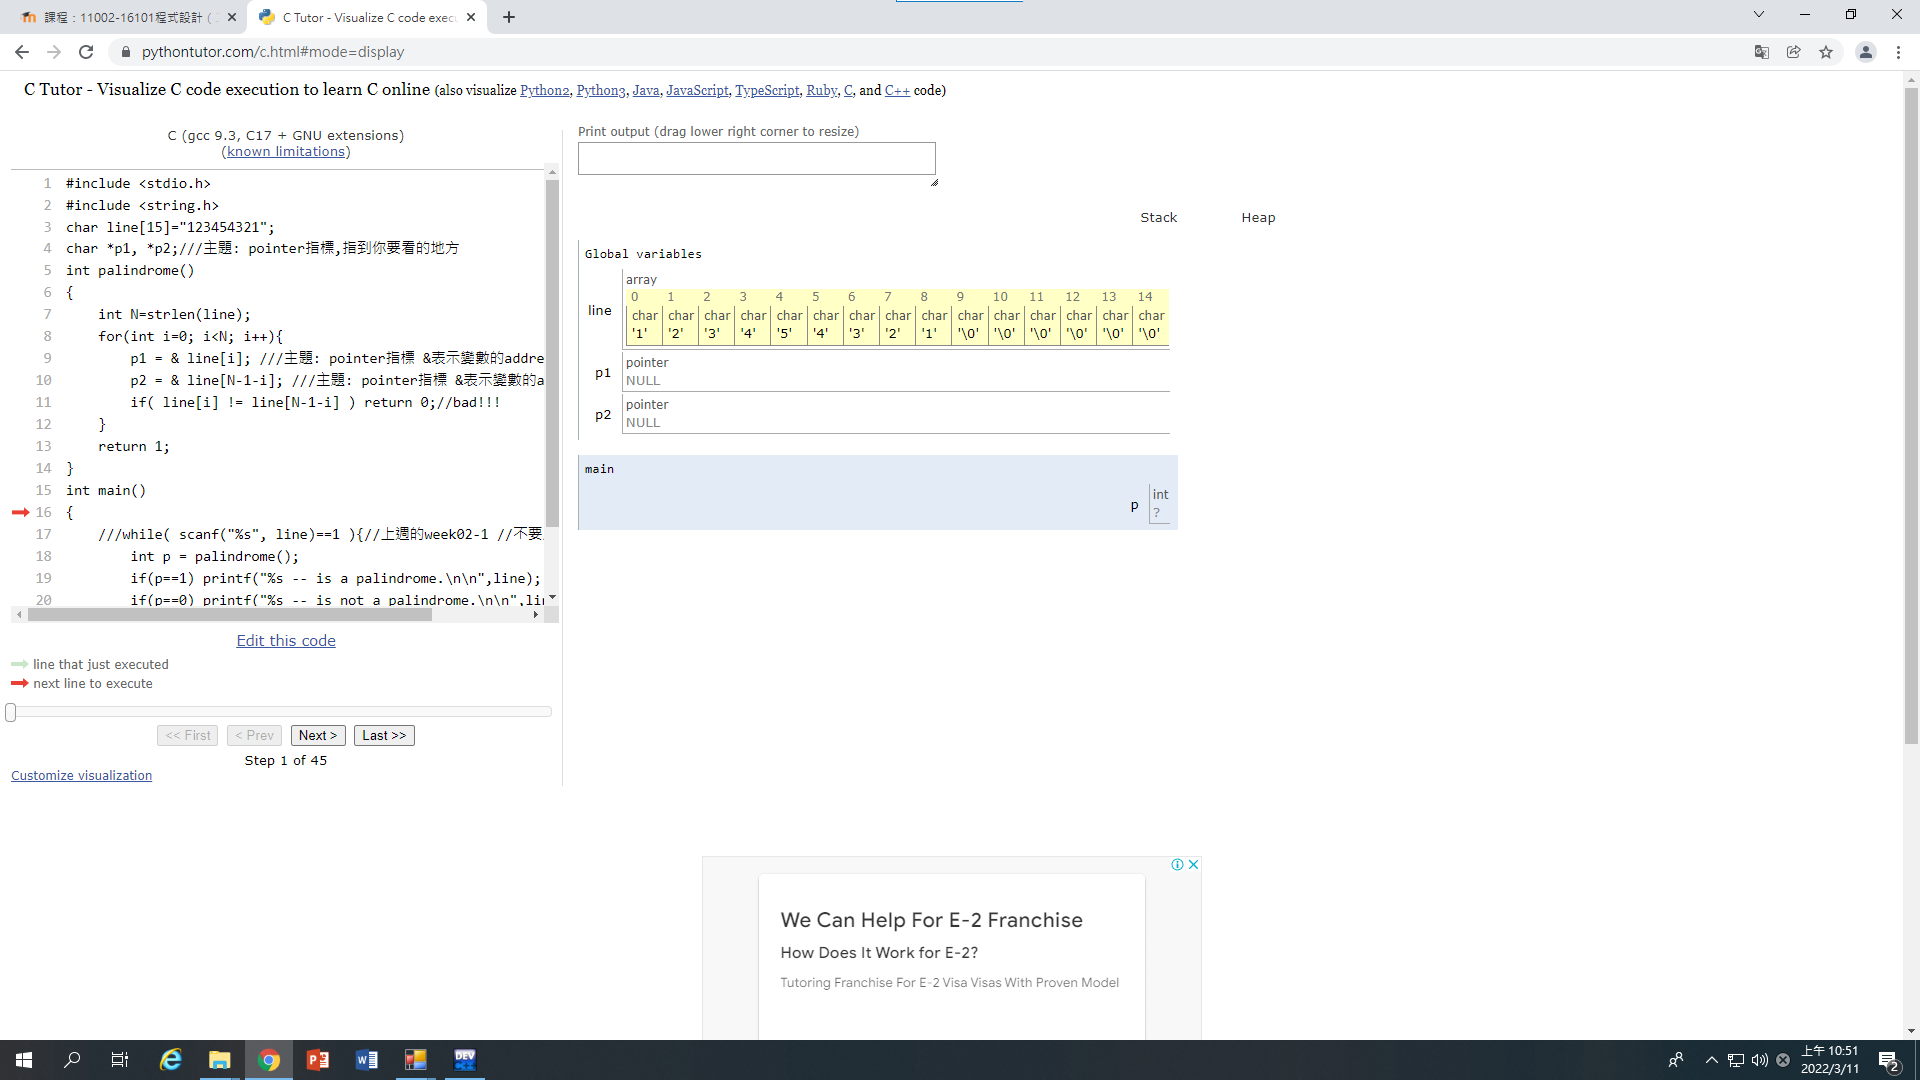 課程：11002-16101程式設計 (
C Tutor - Visualize C code execu
pythontutor.com/c.html#mode=display
C Tutor - Visualize C code execution to learn C online (also visualize Python2, Python3, Java, JavaScript, TypeScript, Ruby, C, and C++ code)
C (gcc 9.3, C17 + GNU extensions)
(known limitations)
1 #include <stdio.h>
2 #include <string.h>
3 char line[15]="123454321";
4 char *p1, *p2;///主題: pointer指標,指到你要看的地方
5 int palindrome()
6 {
7 int N=strlen(line);
8 for(int i=0; i<N; i++){
9 p1 = & line[i]; ///主題: pointer指標 &表示變數的addre
10 p2 = & line[N-1-i]; ///主題: pointer指標 &表示變數的a
11 if( line[i] != line[N-1-i] ) return 0;//bad!!!
12 }
13 return 1;
14 }
15 int main()
16 {
17 ///while( scanf("%s", line)==1 ){//上週的week02-1 //不要
18 int p = palindrome();
19 if(p==1) printf("%s -- is a palindrome.\n\n",line);
20 if(p==0) printf("%s -- is not a palindrome.\n\n",lin
Edit this code
line that just executed
next line to execute
<< First < Prev Next > Last >>
Step 1 of 45
Customize visualization
Print output (drag lower right corner to resize)
Stack Heap
Global variables
array
0 1 2 3 4 5 6 7 8 9 10 11 12 13 14
line
char char char char char char char char char char char char char char char
'1' '2' '3' '4' '5' '4' '3' '2' '1' '\0' '\0' '\0' '\0' '\0' '\0'
pointer
p1
NULL
pointer
p2
NULL
main
int
p
?
We Can Help For E-2 Franchise
How Does It Work for E-2?
Tutoring Franchise For E-2 Visa Visas With Proven Model
DEV
C++
上午 10:51
2022/3/11
2